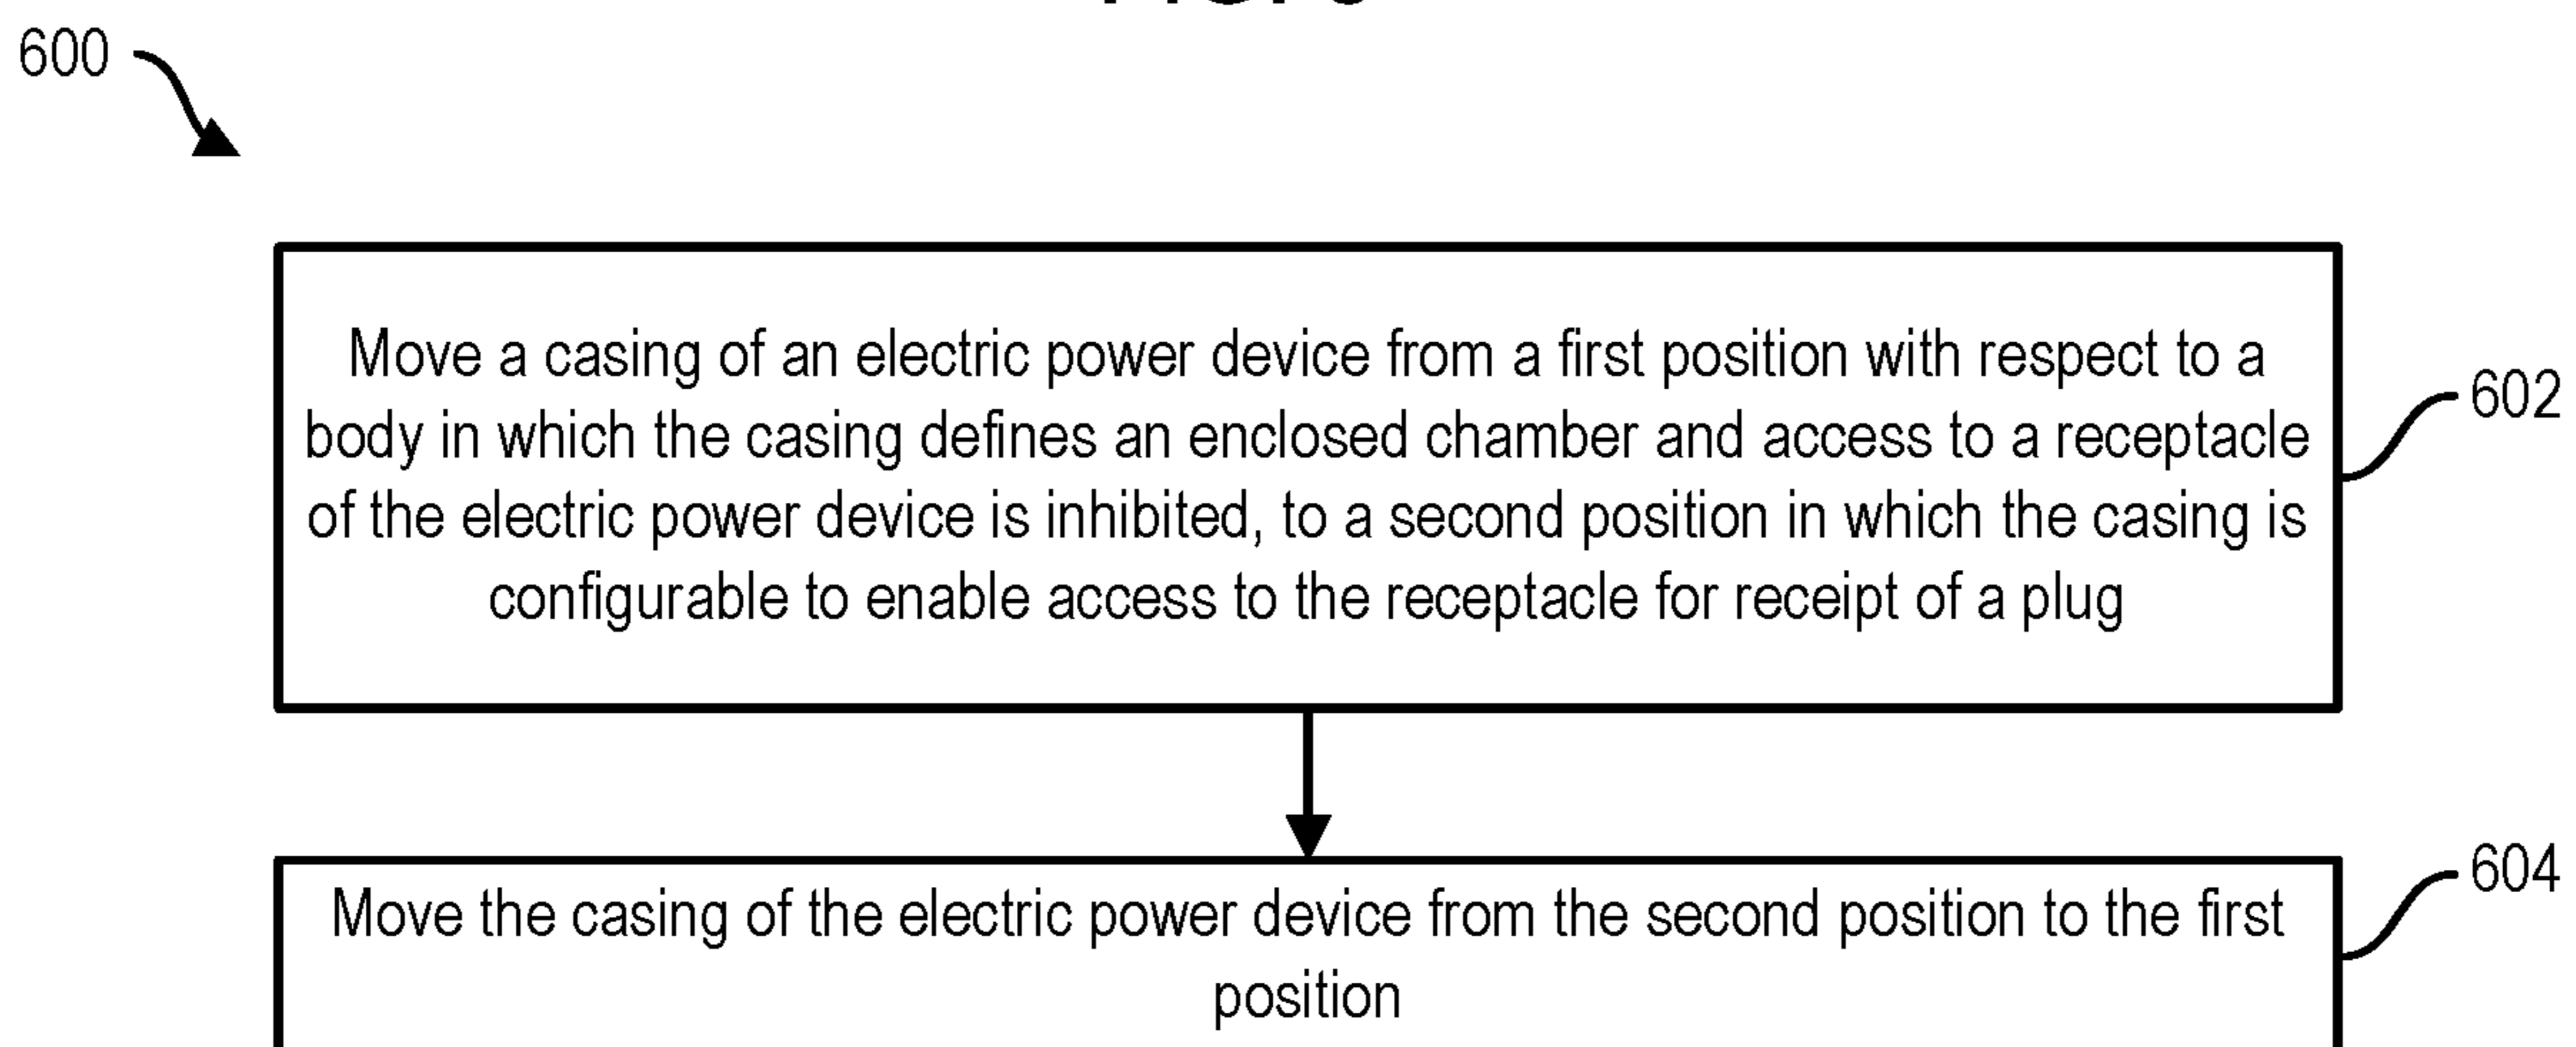 600
Move a casing of an electric power device from a first position with respect to a
body in which the casing defines an enclosed chamber and access to a receptacle
of the electric power device is inhibited, to a second position in which the casing is
configurable to enable access to the receptacle for receipt of a plug
602
604
Move the casing of the electric power device from the second position to the first
position